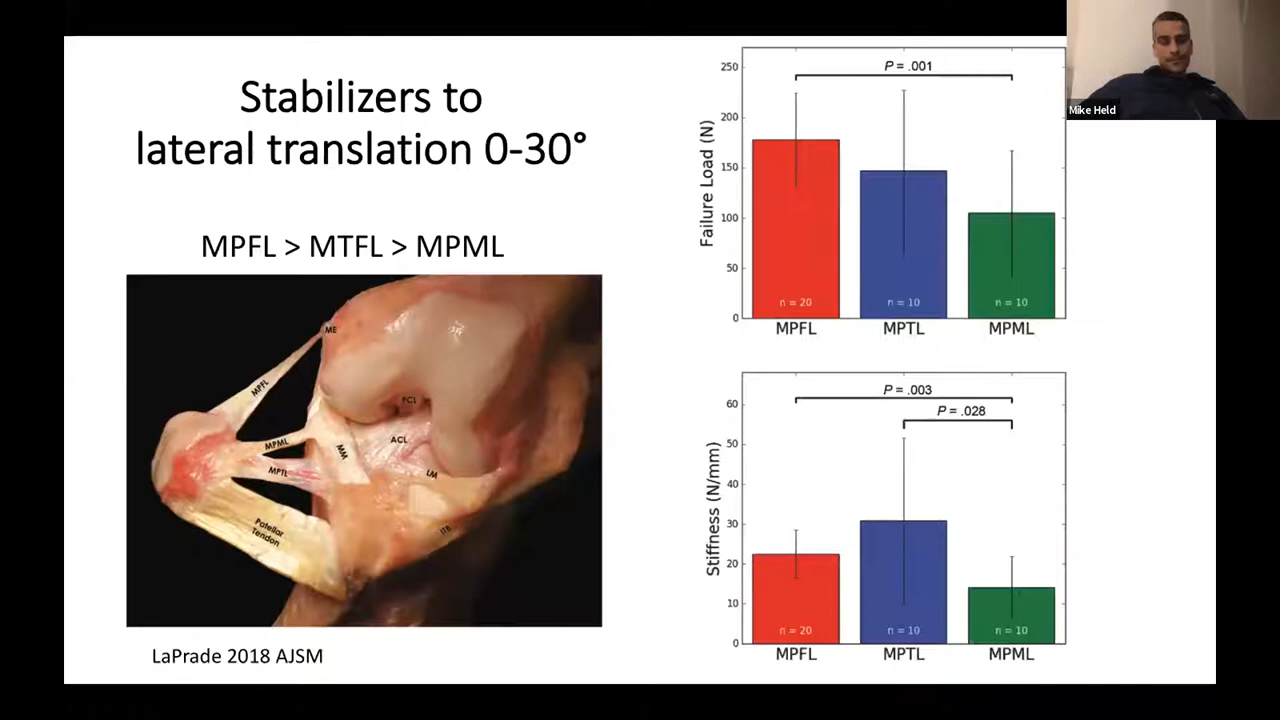 Stabilizers to
lateral translation 0-30°
MPFL > MTFL > MPML
ME
MPFL
PCL
MPML
MM
ACL
MPTL
LM
Patellar
Tendon
ITB
LaPrade 2018 AJSM
Mike Held
P = .001
Failure Load (N)
250
200
150
100
50
0
n = 20
n = 10
n = 10
MPFL
MPTL
MPML
P = .003
P = .028
Stiffness (N/mm)
60
50
40
30
20
10
0
n = 20
n = 10
n = 10
MPFL
MPTL
MPML